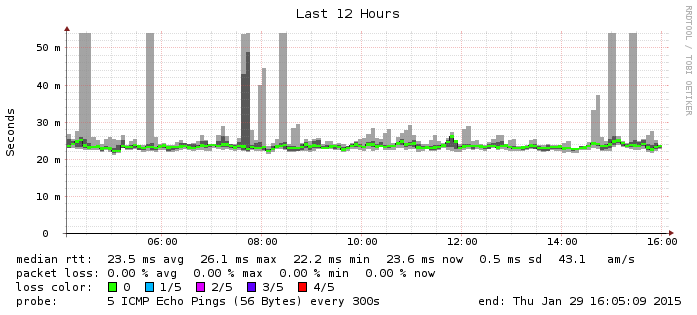 Last 12 Hours
RRDTOOL / TOBI OETIKER
Seconds
50 m
40 m
30 m
20 m
10 m
0
06:00 08:00 10:00 12:00 14:00 16:00
median rtt: 23.5 ms avg 26.1 ms max 22.2 ms min 23.6 ms now 0.5 ms sd 43.1 am/s
packet loss: 0.00 % avg 0.00 % max 0.00 % min 0.00 % now
loss color: 0 1/5 2/5 3/5 4/5
probe: 5 ICMP Echo Pings (56 Bytes) every 300s end: Thu Jan 29 16:05:09 2015